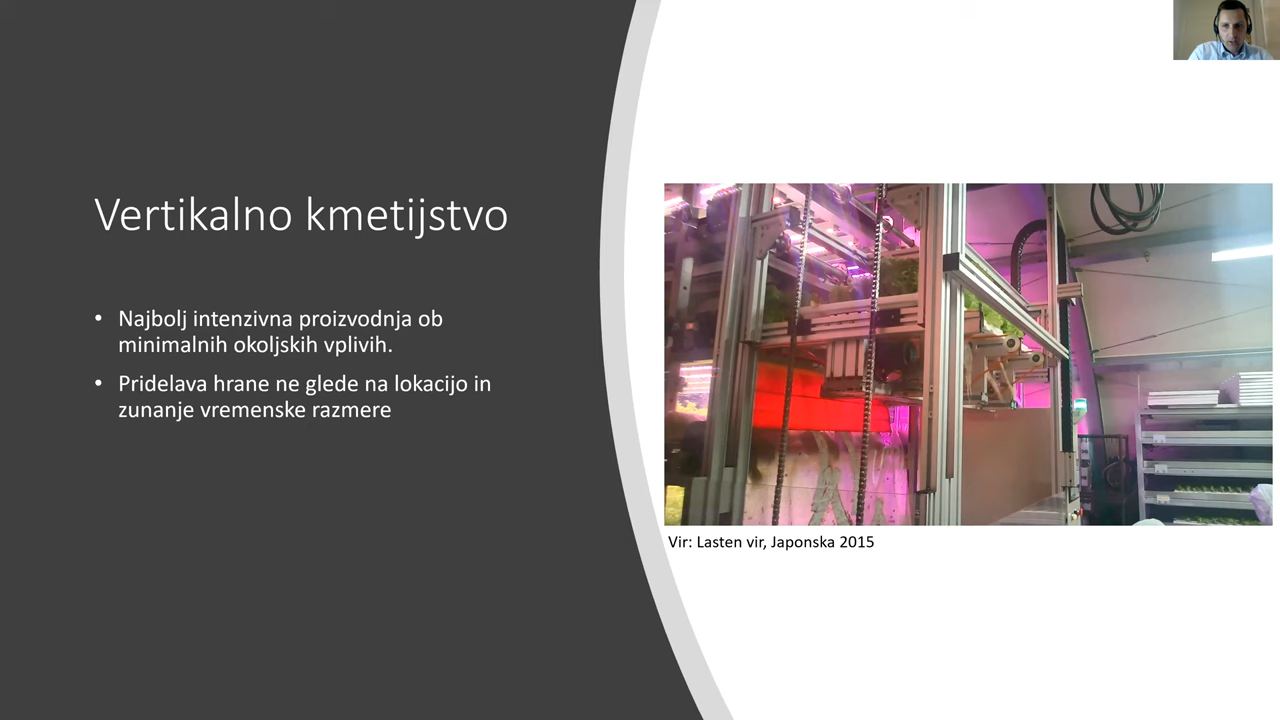 Vertikalno kmetijstvo
• Najbolj intenzivna proizvodnja ob
minimalnih okoljskih vplivih.
• Pridelava hrane ne glede na lokacijo in
zunanje vremenske razmere
Vir: Lasten vir, Japonska 2015